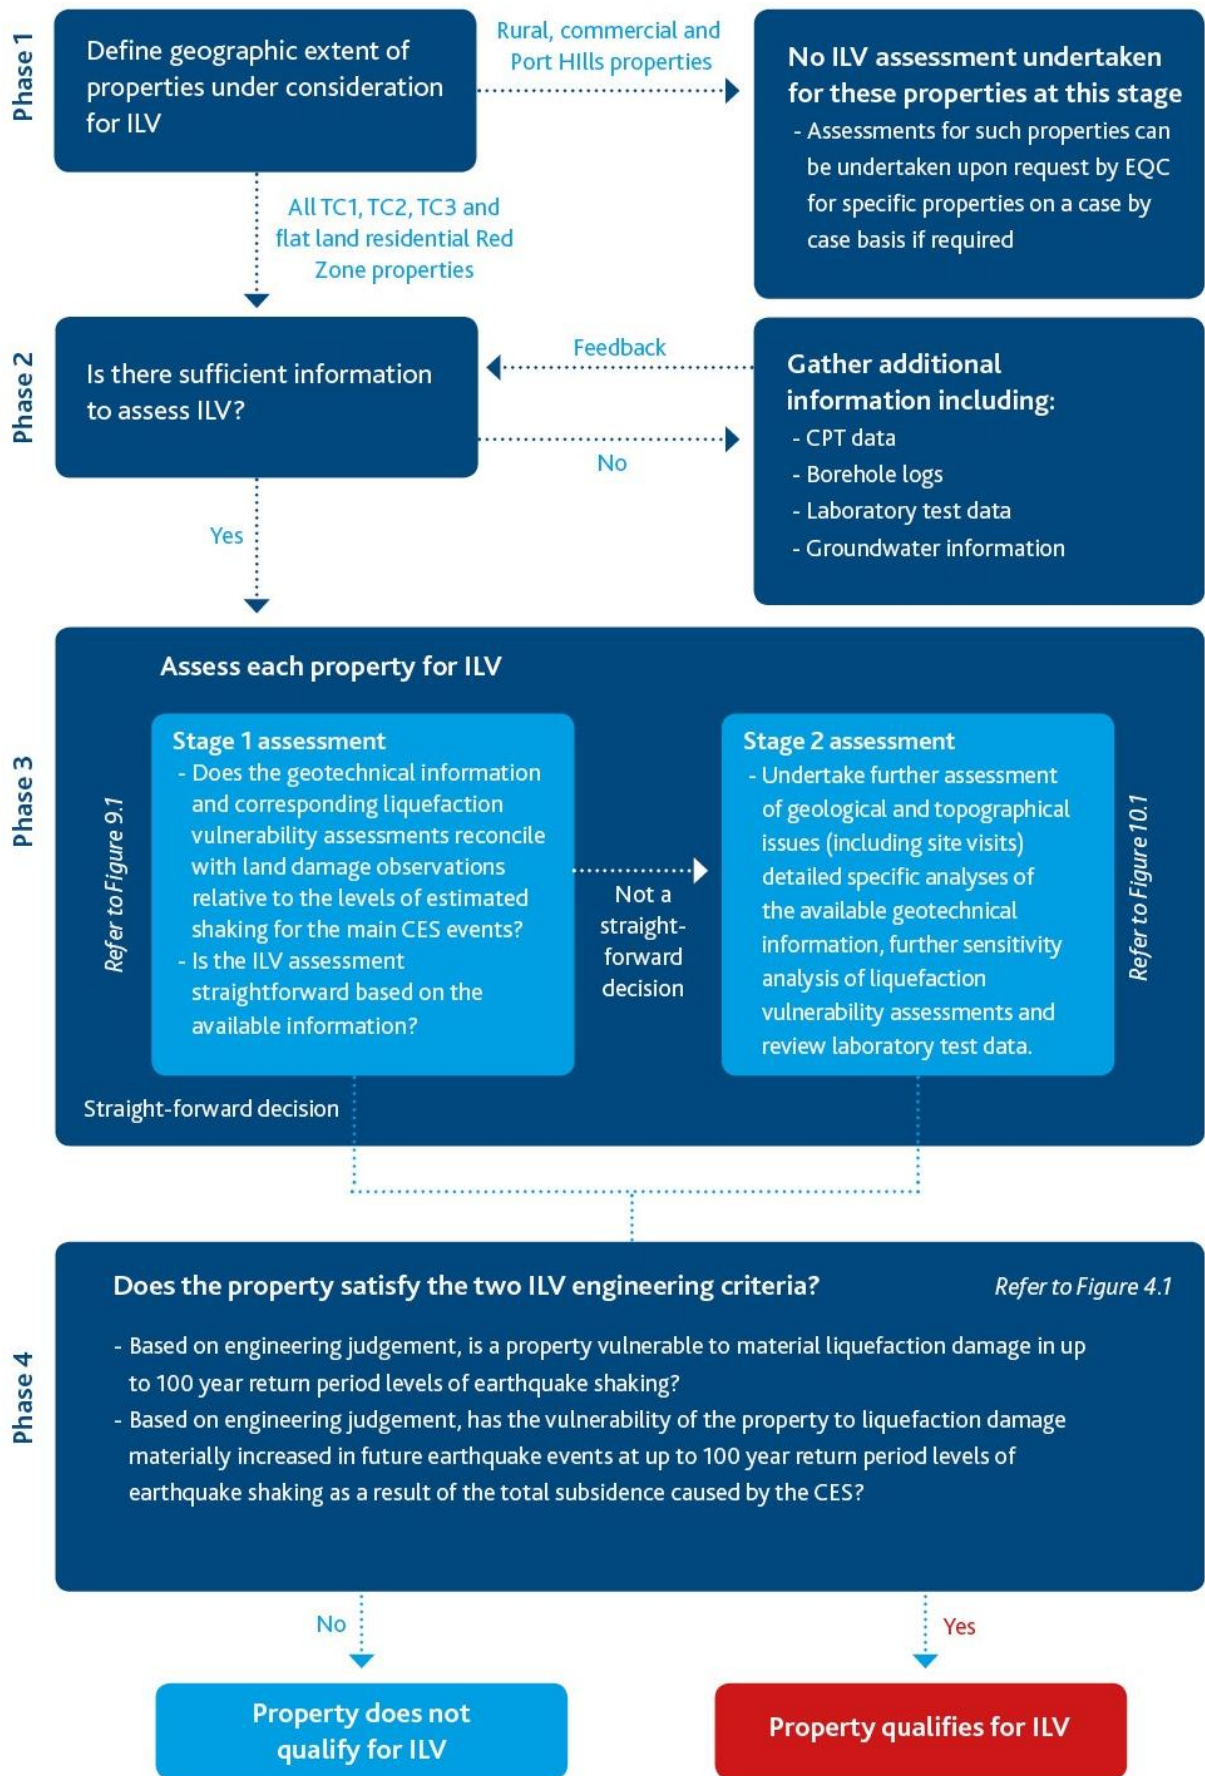 Phase 1
Define geographic extent of
properties under consideration
for ILV
Rural, commercial and
Port HIlls properties
No ILV assessment undertaken
for these properties at this stage
- Assessments for such properties can
be undertaken upon request by EQC
for specific properties on a case by
case basis if required
All TC1, TC2, TC3 and
flat land residential Red
Zone properties
Phase 2
Is there sufficient information
to assess ILV?
Feedback
No
Gather additional
information including:
- CPT data
- Borehole logs
- Laboratory test data
- Groundwater information
Yes
Phase 3
Assess each property for ILV
Refer to Figure 9.1
Stage 1 assessment
- Does the geotechnical information
and corresponding liquefaction
vulnerability assessments reconcile
with land damage observations
relative to the levels of estimated
shaking for the main CES events?
- Is the ILV assessment
straightforward based on the
available information?
Not a
straight-
forward
decision
Stage 2 assessment
- Undertake further assessment
of geological and topographical
issues (including site visits)
detailed specific analyses of
the available geotechnical
information, further sensitivity
analysis of liquefaction
vulnerability assessments and
review laboratory test data.
Refer to Figure 10.1
Straight-forward decision
Phase 4
Does the property satisfy the two ILV engineering criteria?
Refer to Figure 4.1
- Based on engineering judgement, is a property vulnerable to material liquefaction damage in up
to 100 year return period levels of earthquake shaking?
- Based on engineering judgement, has the vulnerability of the property to liquefaction damage
materially increased in future earthquake events at up to 100 year return period levels of
earthquake shaking as a result of the total subsidence caused by the CES?
No
Yes
Property does not
qualify for ILV
Property qualifies for ILV